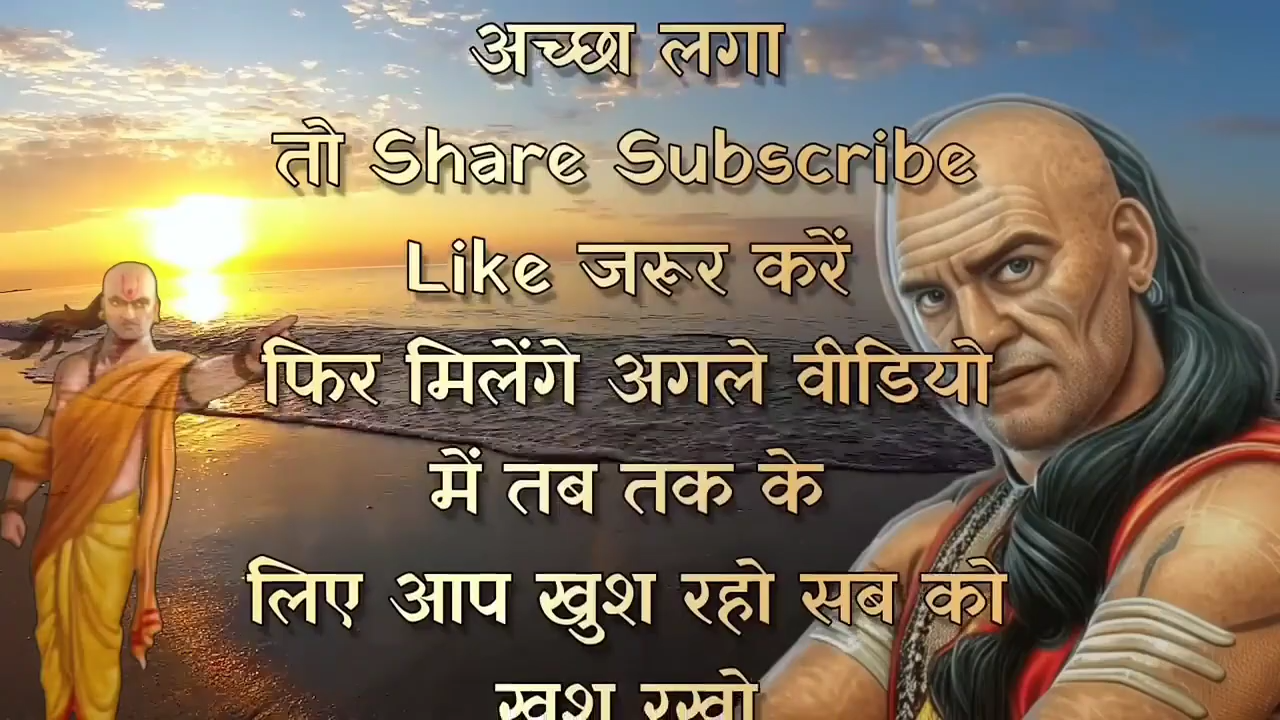 अच्छा लगा
तो Share Subscribe
Like जरूर करें
फिर मिलेंगे अगले वीडियो
में तब तक के
लिए आप खुश रहो सब को
खुश रखो